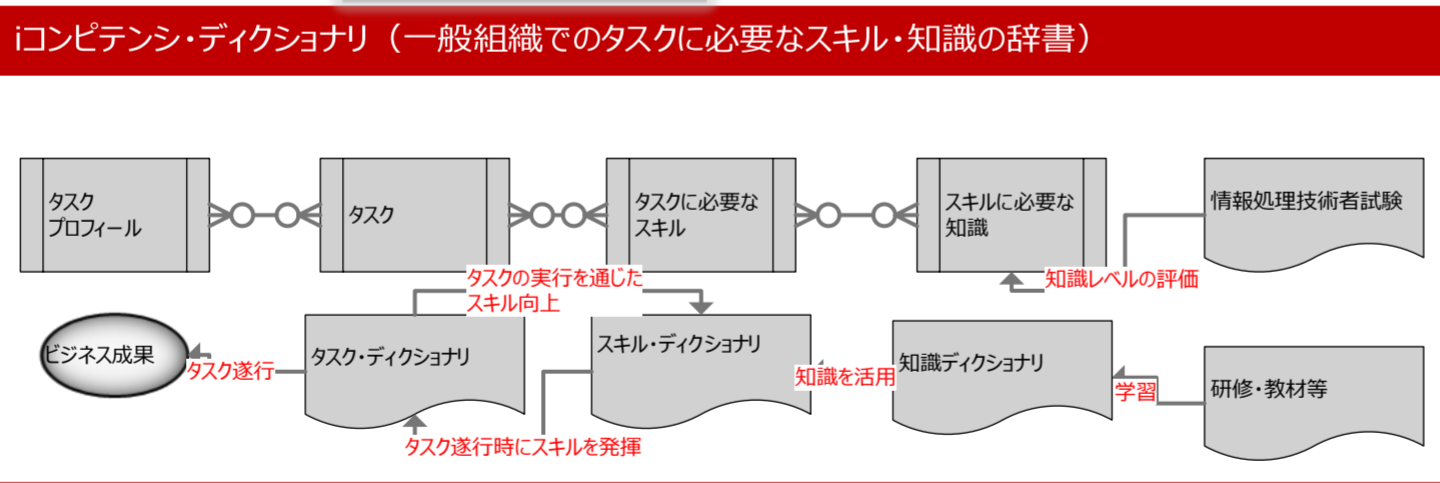 iコンピテンシ・ディクショナリ（一般組織でのタスクに必要なスキル・知識の辞書）
タスク
プロフィール
タスク
タスクに必要な
スキル
スキルに必要な
知識
情報処理技術者試験
タスクの実行を通じた
スキル向上
知識レベルの評価
ビジネス成果
タスク遂行
タスク・ディクショナリ
スキル・ディクショナリ
知識を活用
知識ディクショナリ
学習
研修・教材等
タスク遂行時にスキルを発揮